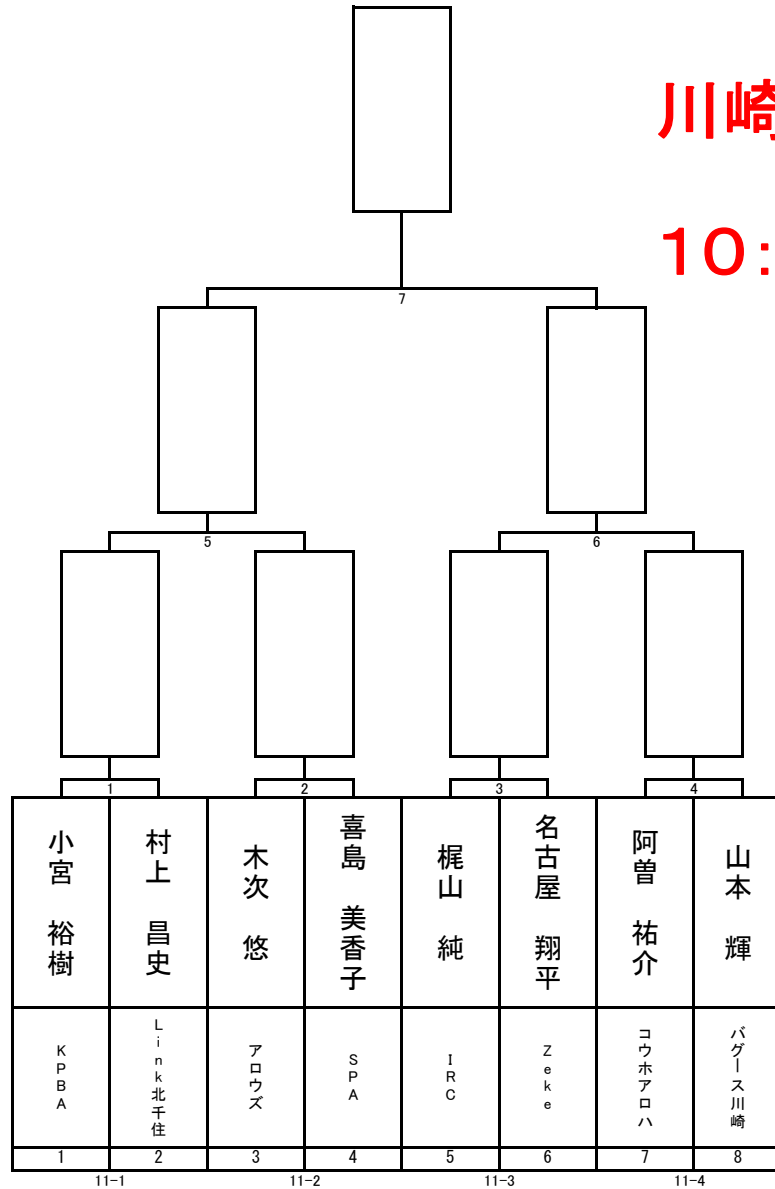 川崎
10:
7
5
6
1
2
3
4
小宮 裕樹
村上 昌史
木次 悠
喜島 美香子
梶山 純
名古屋 翔平
阿曽 祐介
山本 輝
KPBA
Link北千住
アロウズ
SPA
IRC
Zeke
コウホアロハ
バグース川崎
1 2 3 4 5 6 7 8
11-1 11-2 11-3 11-4